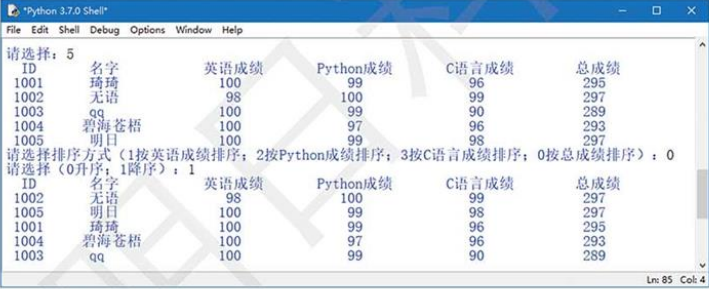 *Python 3.7.0 Shell*
File Edit Shell Debug Options Window Help
请选择：5
ID 名字 英语成绩 Python成绩 C语言成绩 总成绩
1001 琦琦 100 99 96 295
1002 无语 98 100 99 297
1003 qq 100 99 90 289
1004 碧海苍梧 100 97 96 293
1005 明日 100 99 98 297
请选择排序方式（1按英语成绩排序；2按Python成绩排序；3按C语言成绩排序；0按总成绩排序）：0
请选择（0升序；1降序）：1
ID 名字 英语成绩 Python成绩 C语言成绩 总成绩
1002 无语 98 100 99 297
1005 明日 100 99 98 297
1001 琦琦 100 99 96 295
1004 碧海苍梧 100 97 96 293
1003 qq 100 99 90 289
Ln: 85 Col: 4